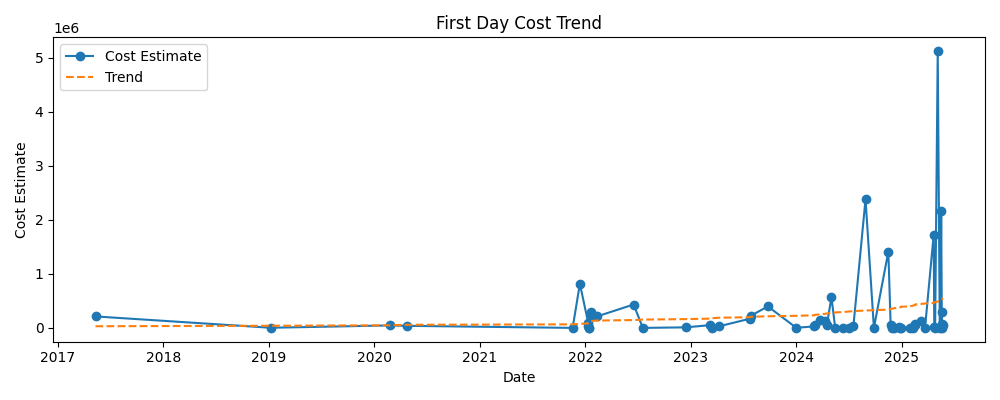 First Day Cost Trend
1e6
Cost Estimate
Trend
5
4
3
2
1
0
Cost Estimate
2017 2018 2019 2020 2021 2022 2023 2024 2025
Date